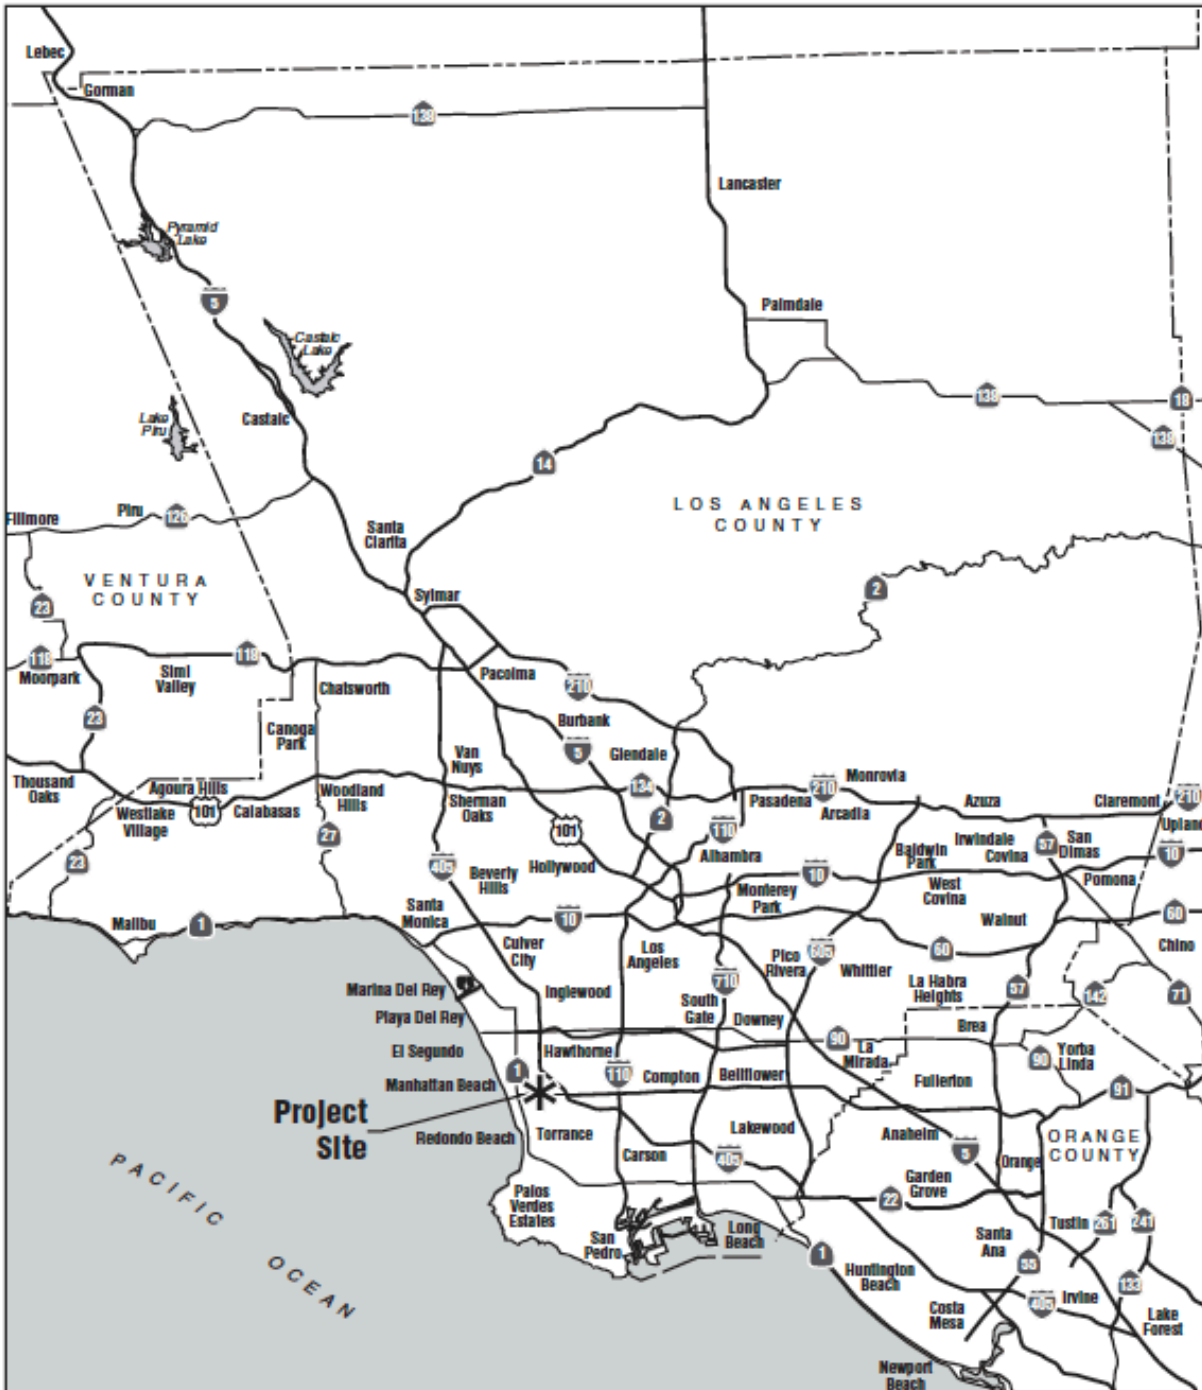 Lebec
Gorman
138
Lancaster
Pyramid
Lake
5
Palmdale
Castaic
Lake
138
18
Castaic
Lake
Piru
138
14
LOS ANGELES
COUNTY
Fillmore
Piru
126
Santa
Clarita
VENTURA
COUNTY
2
Sylmar
23
118
118
Moorpark
Simi
Valley
Chatsworth
Pacoima
210
23
Canoga
Park
Burbank
5
Glendale
Van
Nuys
Thousand
Oaks
Agoura Hills
Woodland
Hills
134
Monrovia
210
Pasadena
Arcadia
Azuza
Claremont
210
Westlake
Village
101
Calabasas
Sherman
Oaks
2
110
Uplan
27
101
Irwindale
57
San
Dimas
Covina
23
405
Beverly
Hills
Hollywood
Alhambra
Baldwin
Park
10
10
Monterey
Park
West
Covina
Pomona
Malibu
1
Santa
Monica
10
Walnut
60
Culver
City
Los
Angeles
Pico
Rivera
605
Whittier
60
Chino
Marina Del Rey
Inglewood
710
La Habra
Heights
57
142
71
Playa Del Rey
South
Gate
Downey
Brea
90
La
Mirada
El Segundo
Hawthorne
90
Yorba
Linda
Manhattan Beach
1
110
Compton
Bellflower
Fullerton
91
Project
Site
Redondo Beach
Torrance
Lakewood
Anaheim
ORANGE
COUNTY
Carson
405
5
Orange
Garden
Grove
PACIFIC
OCEAN
Palos
Verdes
Estales
22
San
Pedro
Long
Beach
1
Santa
Ana
Tustin
261
241
55
Huntington
Beach
133
Costa
Mesa
405
Irvine
Lake
Forest
Newport
Beach